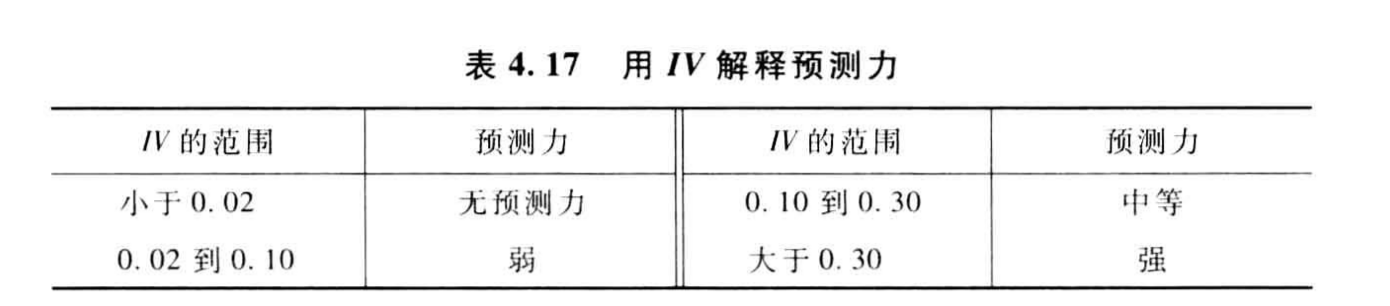 表 4.17 用 IV 解释预测力
IV 的范围 预测力 IV 的范围 预测力
小于 0.02 无预测力 0.10 到 0.30 中等
0.02 到 0.10 弱 大于 0.30 强